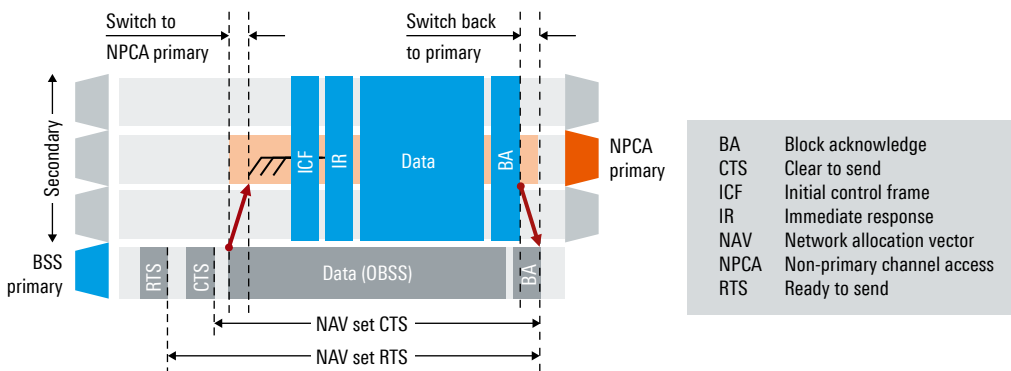 Switch to
NPCA primary
Switch back
to primary
Secondary
ICF
IR
Data
BA
NPCA
primary
BSS
primary
RTS
CTS
Data (OBSS)
BA
NAV set CTS
NAV set RTS
BA Block acknowledge
CTS Clear to send
ICF Initial control frame
IR Immediate response
NAV Network allocation vector
NPCA Non-primary channel access
RTS Ready to send